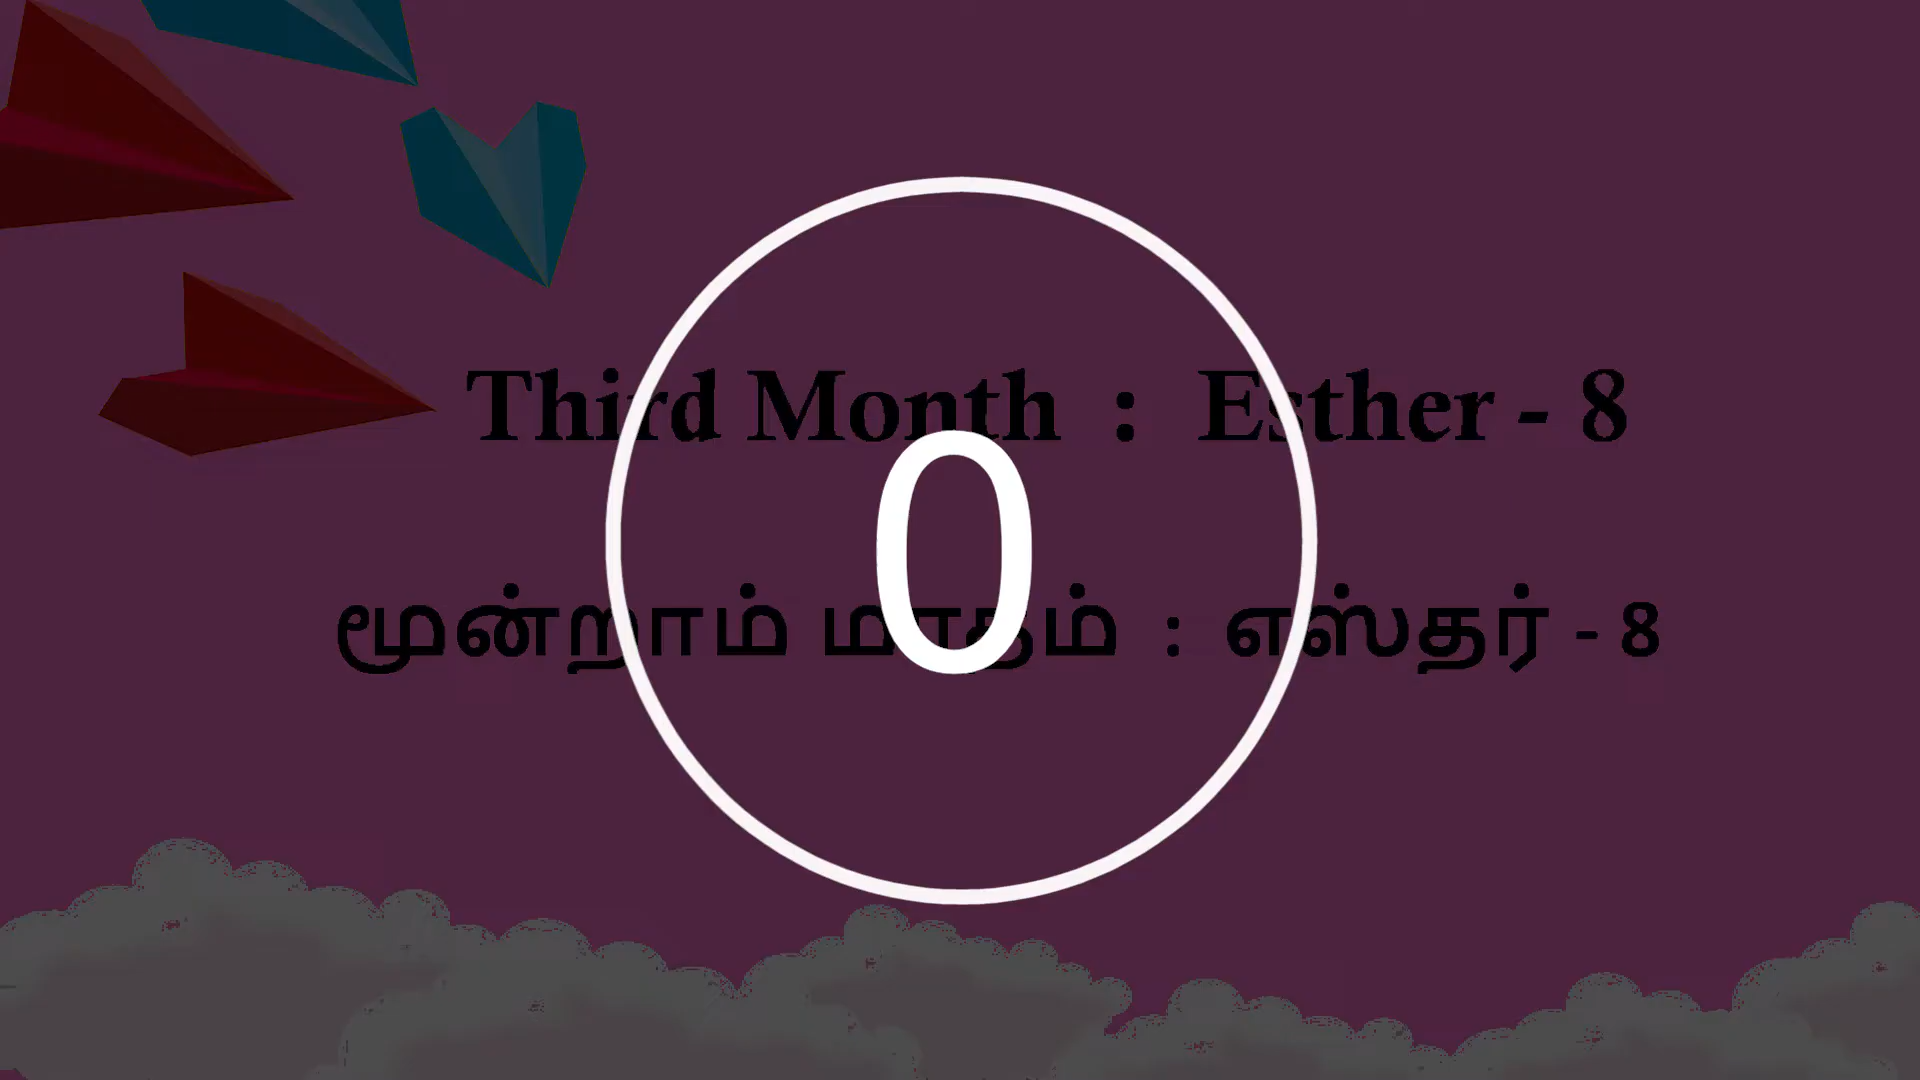 Third Month : Esther - 8
0
மூன்றாம் மாதம் : எஸ்தர் - 8